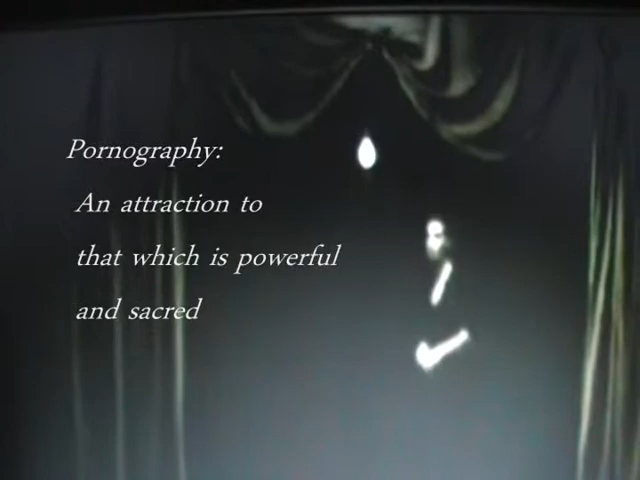 Pornography:
An attraction to
that which is powerful
and sacred